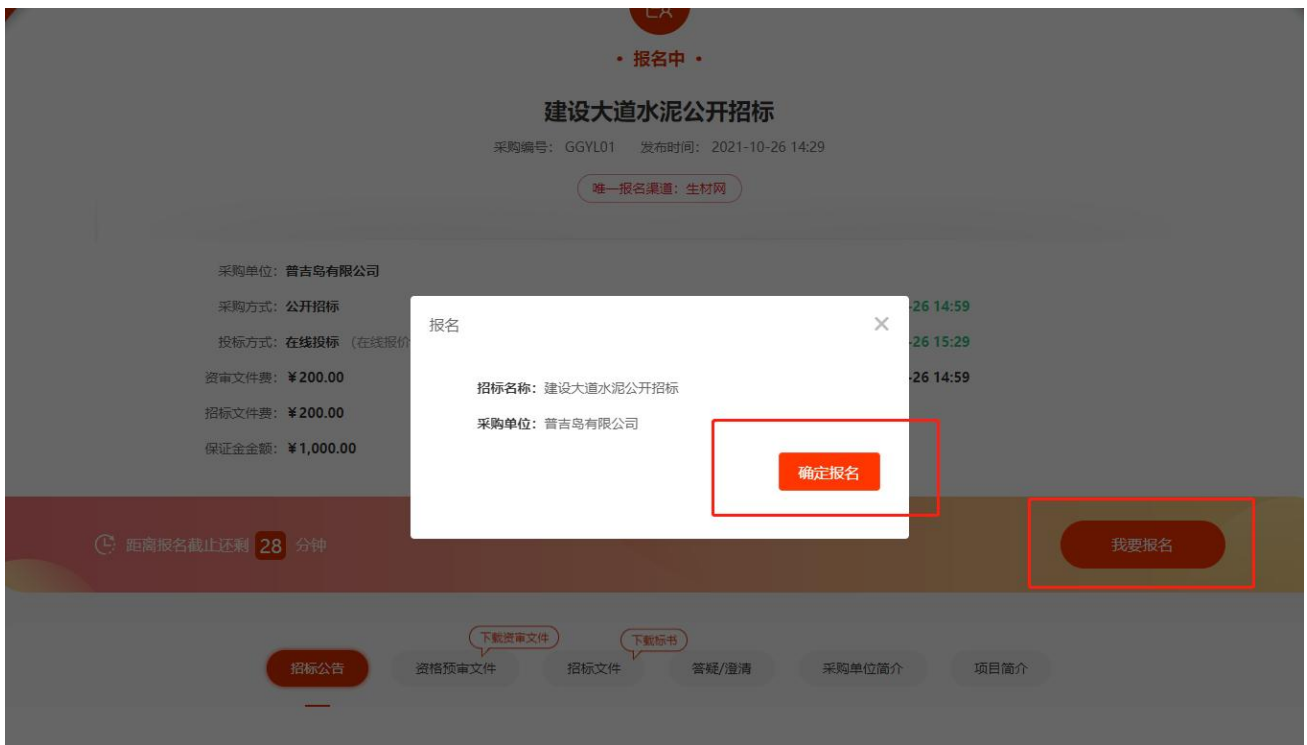 • 报名中 •
建设大道水泥公开招标
采购编号: GGYL01 发布时间: 2021-10-26 14:29
唯一报名渠道: 生材网
采购单位: 普吉岛有限公司
采购方式: 公开招标
-26 14:59
投标方式: 在线投标 (在线报价
-26 15:29
资审文件费: ¥200.00
-26 14:59
招标文件费: ¥200.00
保证金金额: ¥1,000.00
报名
招标名称: 建设大道水泥公开招标
采购单位: 普吉岛有限公司
确定报名
距离报名截止还剩 28 分钟
我要报名
下载资审文件 下载标书
招标公告 资格预审文件 招标文件 答疑/澄清 采购单位简介 项目简介